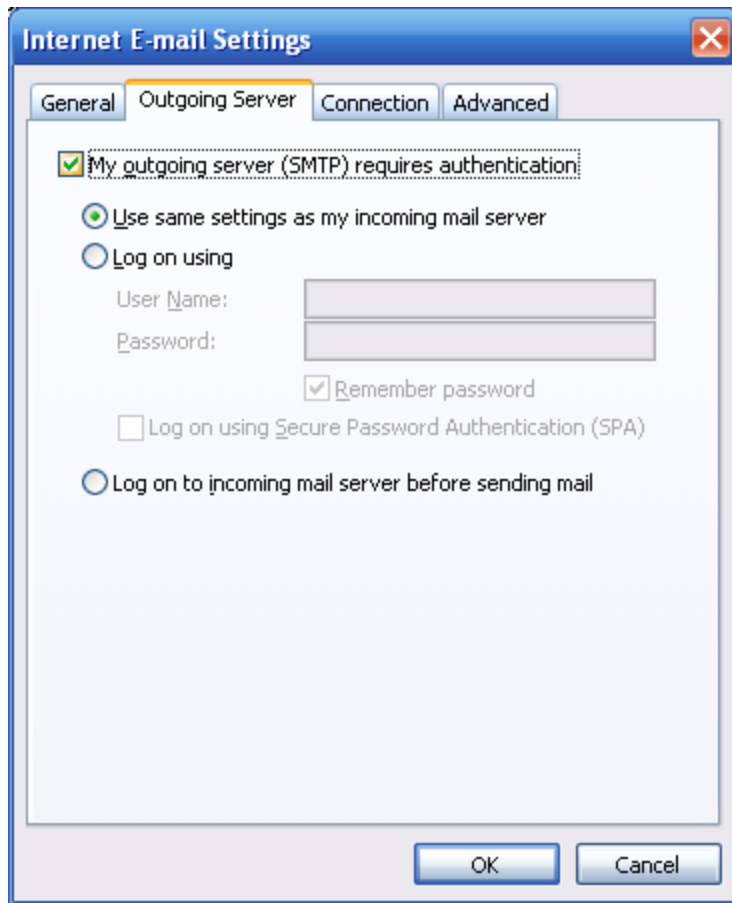 Internet E-mail Settings
General Outgoing Server Connection Advanced
My outgoing server (SMTP) requires authentication
Use same settings as my incoming mail server
Log on using
User Name:
Password:
Remember password
Log on using Secure Password Authentication (SPA)
Log on to incoming mail server before sending mail
OK Cancel